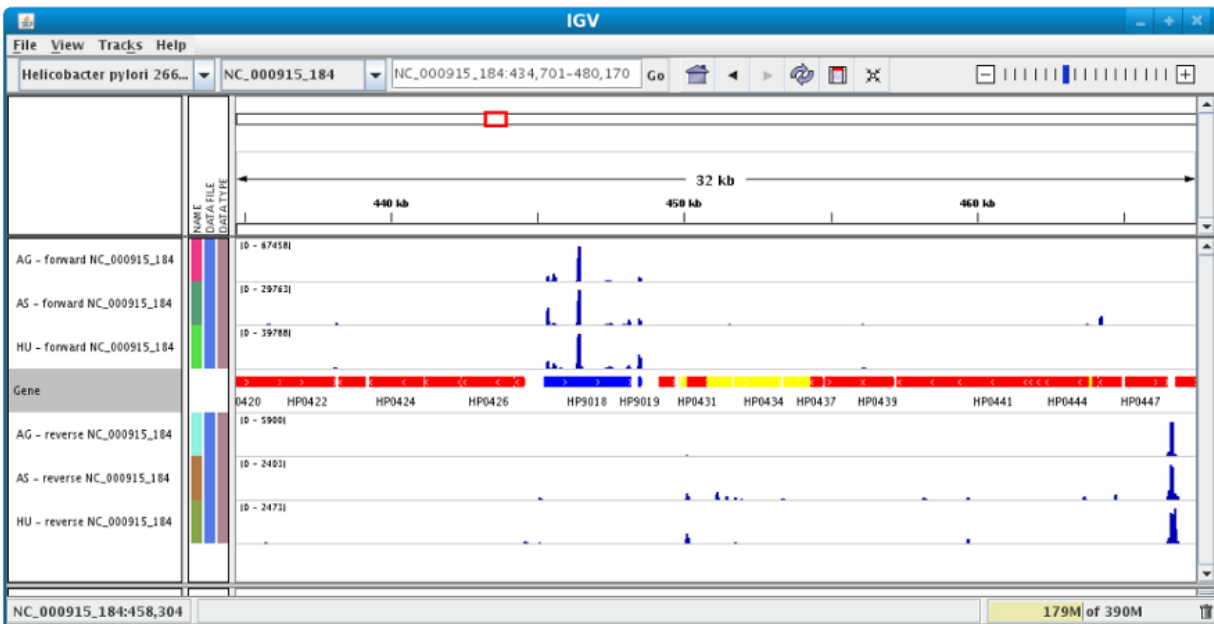 IGV
File View Tracks Help
Helicobacter pylori 266... NC_000915_184 NC_000915_184:434,701-480,170 Go
NAME
DATA FILE
DATA TYPE
32 kb
440 kb 450 kb 460 kb
AG - forward NC_000915_184 [0 - 67458]
AS - forward NC_000915_184 [0 - 29763]
HU - forward NC_000915_184 [0 - 39788]
Gene
0420 HP0422 HP0424 HP0426 HP9018 HP9019 HP0431 HP0434 HP0437 HP0439 HP0441 HP0444 HP0447
AG - reverse NC_000915_184 [0 - 5900]
AS - reverse NC_000915_184 [0 - 2403]
HU - reverse NC_000915_184 [0 - 2473]
NC_000915_184:458,304 179M of 390M